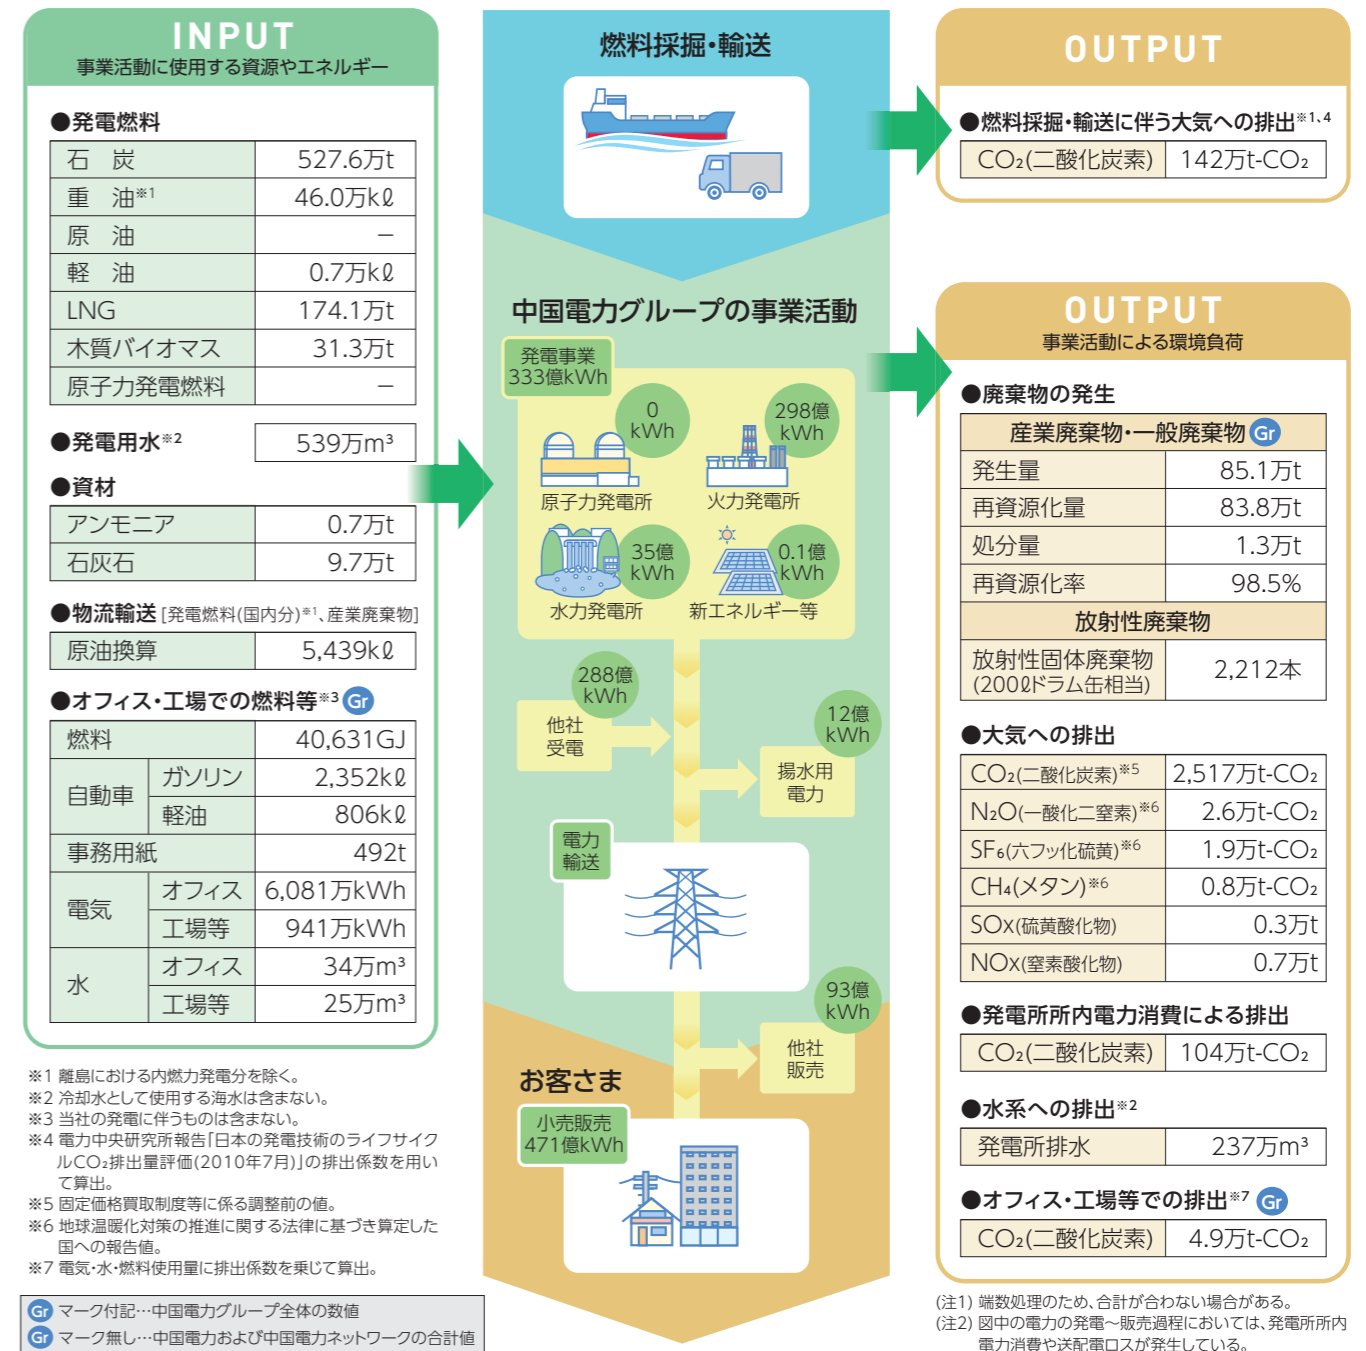 INPUT
事業活動に使用する資源やエネルギー
●発電燃料
石　炭 527.6万t
重　油※1 46.0万kℓ
原　油 －
軽　油 0.7万kℓ
LNG 174.1万t
木質バイオマス 31.3万t
原子力発電燃料 －
●発電用水※2 539万m³
●資材
アンモニア 0.7万t
石灰石 9.7万t
●物流輸送 [発電燃料(国内分)※1、産業廃棄物]
原油換算 5,439kℓ
●オフィス・工場での燃料等※3 Gr
燃料 40,631GJ
自動車 ガソリン 2,352kℓ
軽油 806kℓ
事務用紙 492t
電気 オフィス 6,081万kWh
工場等 941万kWh
水 オフィス 34万m³
工場等 25万m³
※1 離島における内燃力発電分を除く。
※2 冷却水として使用する海水は含まない。
※3 当社の発電に伴うものは含まない。
※4 電力中央研究所報告「日本の発電技術のライフサイク
ルCO₂排出量評価(2010年7月)」の排出係数を用い
て算出。
※5 固定価格買取制度等に係る調整前の値。
※6 地球温暖化対策の推進に関する法律に基づき算定した
国への報告値。
※7 電気・水・燃料使用量に排出係数を乗じて算出。
Gr マーク付記…中国電力グループ全体の数値
Gr マーク無し…中国電力および中国電力ネットワークの合計値
燃料採掘・輸送
中国電力グループの事業活動
発電事業
333億kWh
0
kWh
原子力発電所
298億
kWh
火力発電所
35億
kWh
水力発電所
0.1億
kWh
新エネルギー等
288億
kWh
他社
受電
12億
kWh
揚水用
電力
電力
輸送
93億
kWh
他社
販売
お客さま
小売販売
471億kWh
OUTPUT
●燃料採掘・輸送に伴う大気への排出※1、4
CO₂(二酸化炭素) 142万t-CO₂
OUTPUT
事業活動による環境負荷
●廃棄物の発生
産業廃棄物・一般廃棄物 Gr
発生量 85.1万t
再資源化量 83.8万t
処分量 1.3万t
再資源化率 98.5%
放射性廃棄物
放射性固体廃棄物 2,212本
(200ℓドラム缶相当)
●大気への排出
CO₂(二酸化炭素)※5 2,517万t-CO₂
N₂O(一酸化二窒素)※6 2.6万t-CO₂
SF₆(六フッ化硫黄)※6 1.9万t-CO₂
CH₄(メタン)※6 0.8万t-CO₂
SOx(硫黄酸化物) 0.3万t
NOx(窒素酸化物) 0.7万t
●発電所所内電力消費による排出
CO₂(二酸化炭素) 104万t-CO₂
●水系への排出※2
発電所排水 237万m³
●オフィス・工場等での排出※7 Gr
CO₂(二酸化炭素) 4.9万t-CO₂
(注1) 端数処理のため、合計が合わない場合がある。
(注2) 図中の電力の発電〜販売過程においては、発電所所内
電力消費や送配電ロスが発生している。